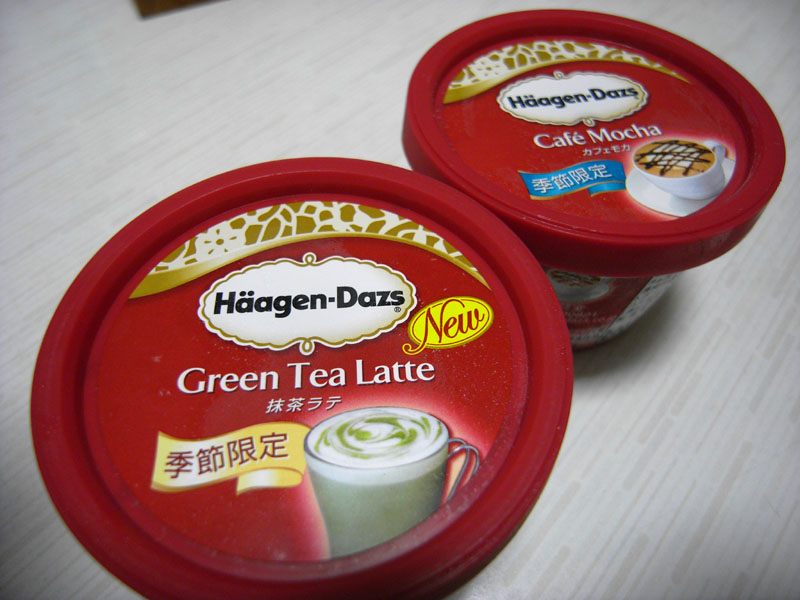 Häagen-Dazs®
New
Green Tea Latte
抹茶ラテ
季節限定
Häagen-Dazs
Café Mocha
カフェモカ
季節限定